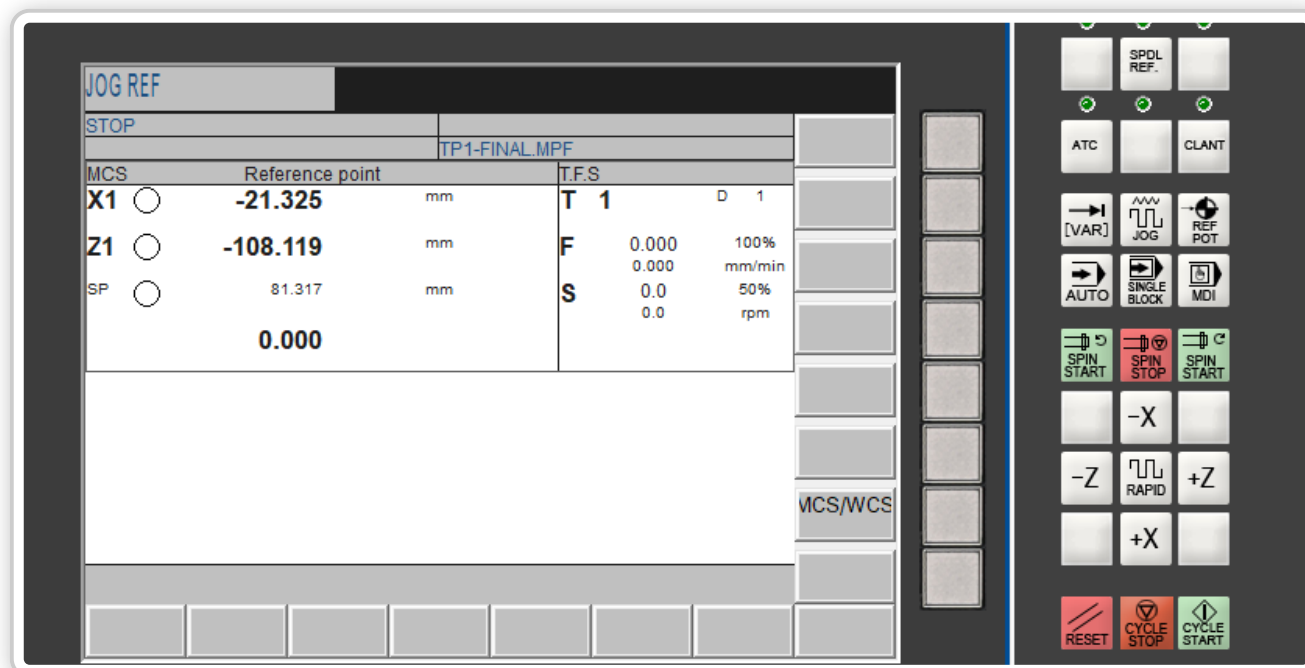 JOG REF
STOP
TP1-FINAL.MPF
MCS Reference point T.F.S
X1 -21.325 mm T 1 D 1
Z1 -108.119 mm F 0.000 100%
0.000 mm/min
SP 81.317 mm S 0.0 50%
0.0 rpm
0.000
MCS/WCS
SPDL
REF.
ATC CLANT
[VAR] JOG REF
POT
AUTO SINGLE
BLOCK MDI
SPIN
START SPIN
STOP SPIN
START
-X
-Z RAPID +Z
+X
RESET CYCLE
STOP CYCLE
START